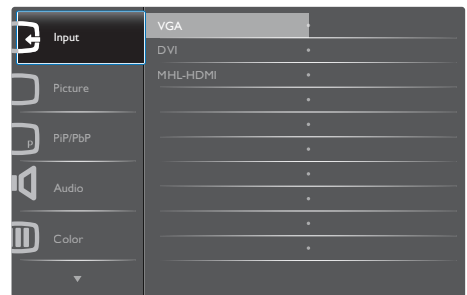 Input
Picture
PiP/PbP
Audio
Color
VGA
DVI
MHL-HDMI
P